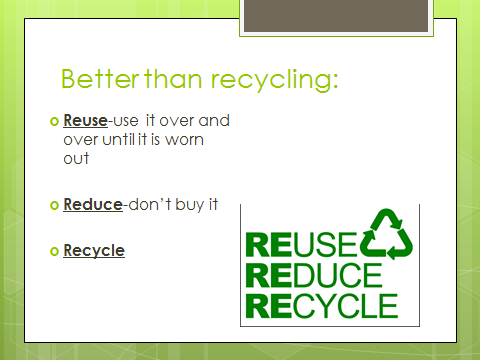 Better than recycling:
Reuse-use it over and
over until it is worn
out
Reduce-don't buy it
Recycle
REUSE
REDUCE
RECYCLE